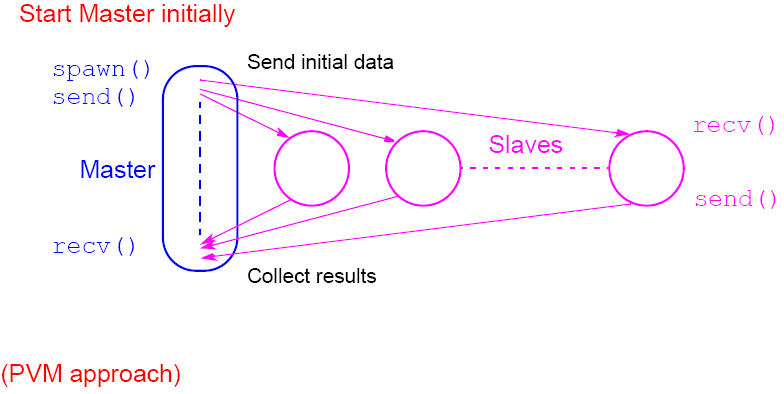 Start Master initially
Send initial data
spawn()
send()
recv()
Slaves
Master
send()
recv()
Collect results
(PVM approach)